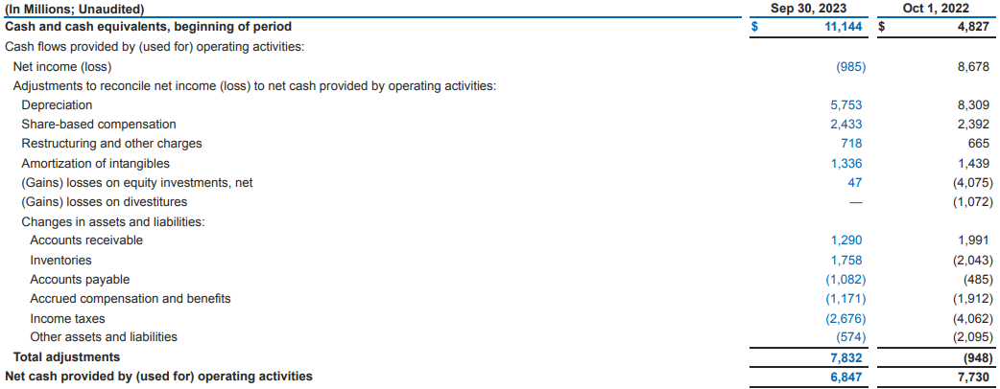 (In Millions; Unaudited) Sep 30, 2023 Oct 1, 2022
Cash and cash equivalents, beginning of period $ 11,144 $ 4,827
Cash flows provided by (used for) operating activities:
Net income (loss) (985) 8,678
Adjustments to reconcile net income (loss) to net cash provided by operating activities:
Depreciation 5,753 8,309
Share-based compensation 2,433 2,392
Restructuring and other charges 718 665
Amortization of intangibles 1,336 1,439
(Gains) losses on equity investments, net 47 (4,075)
(Gains) losses on divestitures — (1,072)
Changes in assets and liabilities:
Accounts receivable 1,290 1,991
Inventories 1,758 (2,043)
Accounts payable (1,082) (485)
Accrued compensation and benefits (1,171) (1,912)
Income taxes (2,676) (4,062)
Other assets and liabilities (574) (2,095)
Total adjustments 7,832 (948)
Net cash provided by (used for) operating activities 6,847 7,730